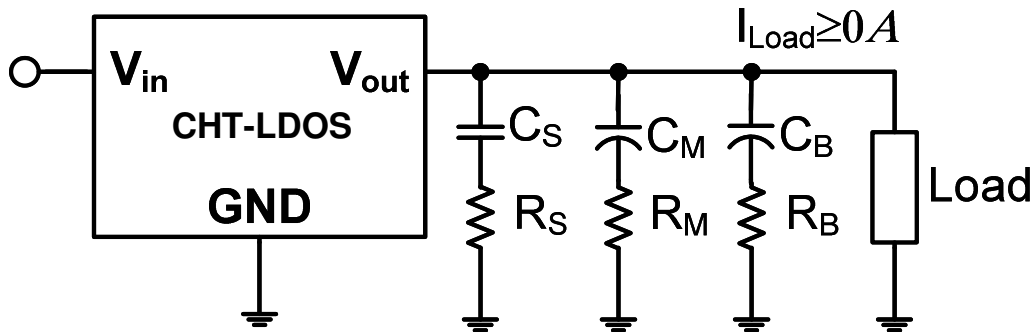 I_Load≥0A
V_in
V_out
CHT-LDOS
GND
C_S
C_M
C_B
R_S
R_M
R_B
Load